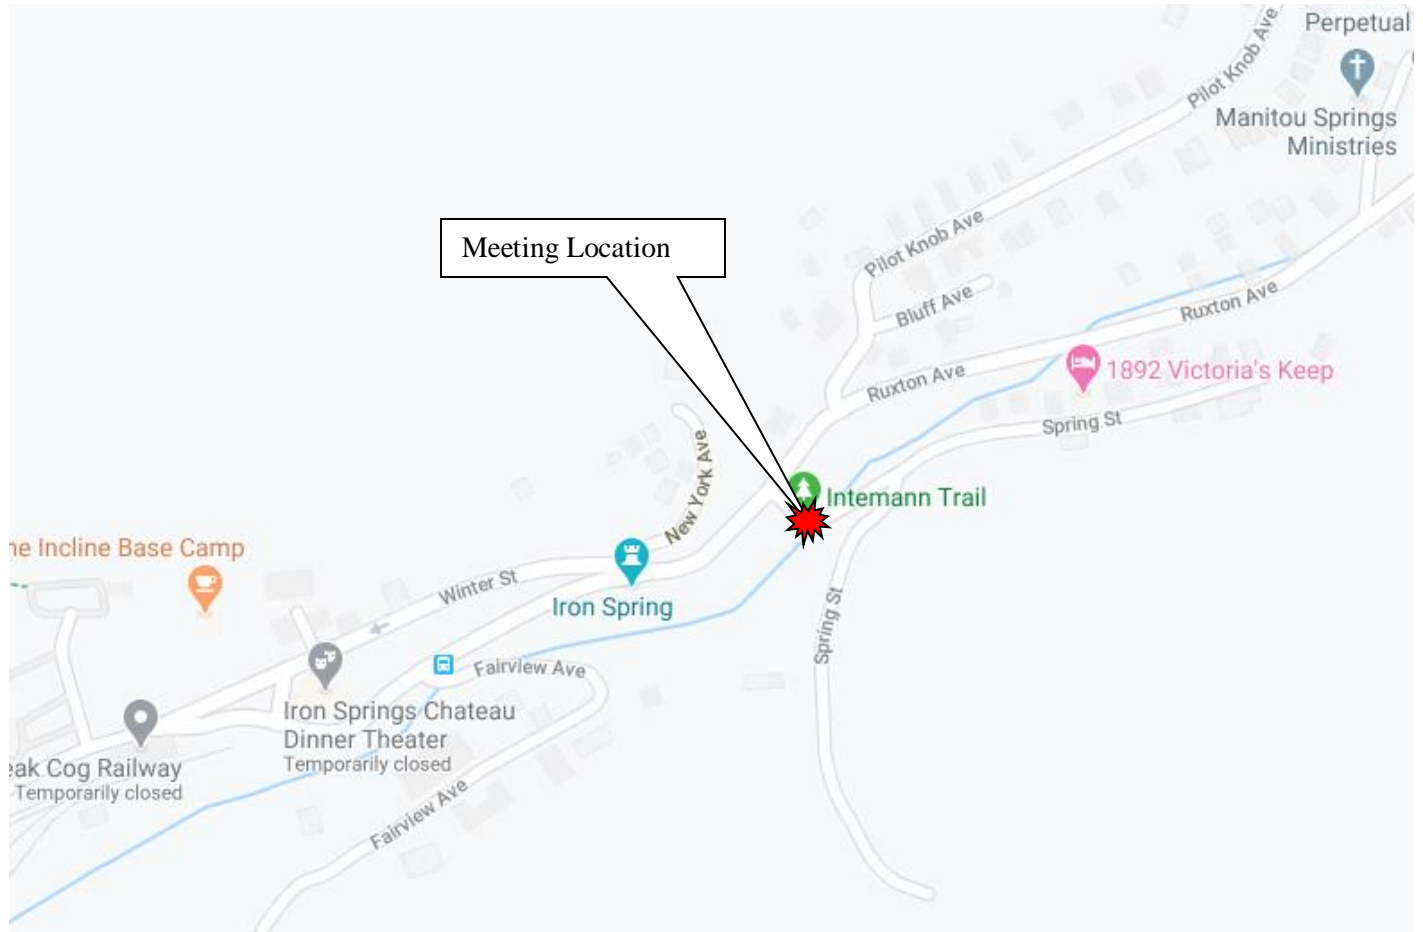 Perpetual
Pilot Knob Ave
Manitou Springs
Ministries
Meeting Location
Pilot Knob Ave
Bluff Ave
Ruxton Ave
Ruxton Ave
1892 Victoria's Keep
Spring St
New York Ave
Intemann Trail
ne Incline Base Camp
Winter St
Iron Spring
Spring St
Fairview Ave
Iron Springs Chateau
Dinner Theater
Temporarily closed
eak Cog Railway
Temporarily closed
Fairview Ave